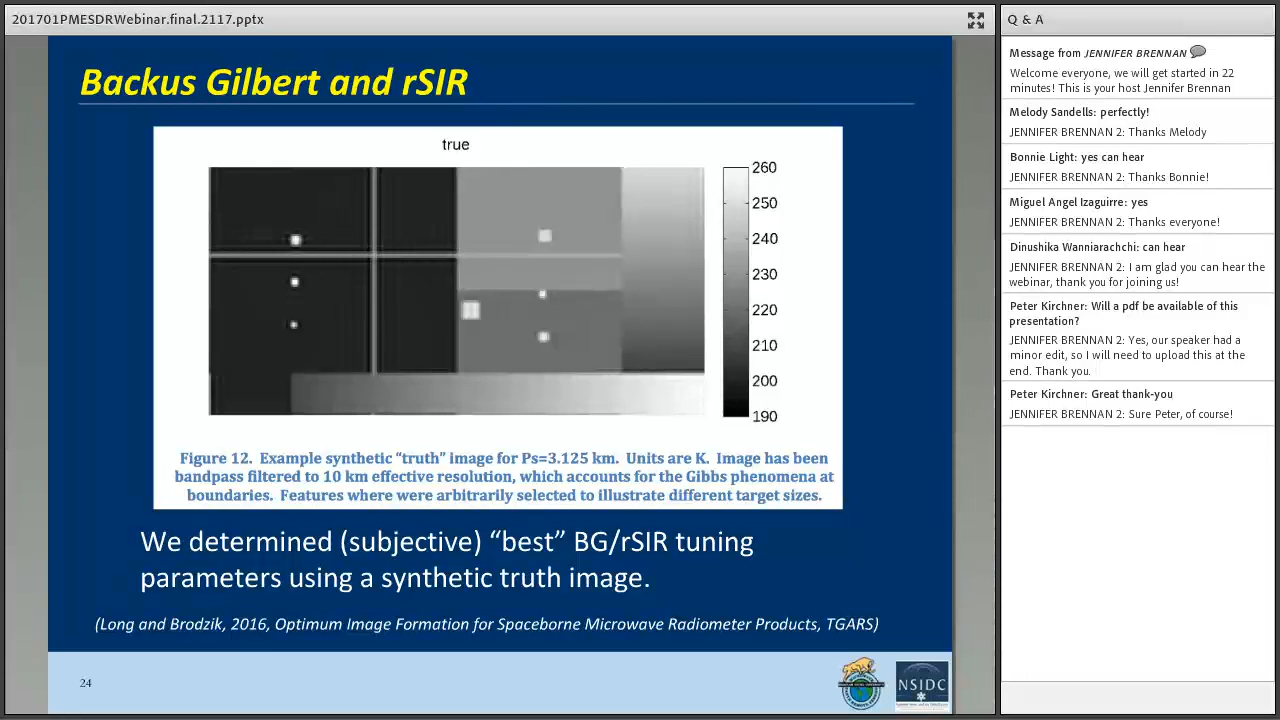 201701PMESDRWebinar.final.2117.pptx
Backus Gilbert and rSIR
true
260
250
240
230
220
210
200
190
Figure 12. Example synthetic “truth” image for Ps=3.125 km. Units are K. Image has been
bandpass filtered to 10 km effective resolution, which accounts for the Gibbs phenomena at
boundaries. Features where were arbitrarily selected to illustrate different target sizes.
We determined (subjective) “best” BG/rSIR tuning
parameters using a synthetic truth image.
(Long and Brodzik, 2016, Optimum Image Formation for Spaceborne Microwave Radiometer Products, TGARS)
24
NSIDC
Q & A
Message from JENNIFER BRENNAN
Welcome everyone, we will get started in 22
minutes! This is your host Jennifer Brennan
Melody Sandells: perfectly!
JENNIFER BRENNAN 2: Thanks Melody
Bonnie Light: yes can hear
JENNIFER BRENNAN 2: Thanks Bonnie!
Miguel Angel Izaguirre: yes
JENNIFER BRENNAN 2: Thanks everyone!
Dinushika Wanniarachchi: can hear
JENNIFER BRENNAN 2: I am glad you can hear the
webinar, thank you for joining us!
Peter Kirchner: Will a pdf be available of this
presentation?
JENNIFER BRENNAN 2: Yes, our speaker had a
minor edit, so I will need to upload this at the
end. Thank you.
Peter Kirchner: Great thank-you
JENNIFER BRENNAN 2: Sure Peter, of course!